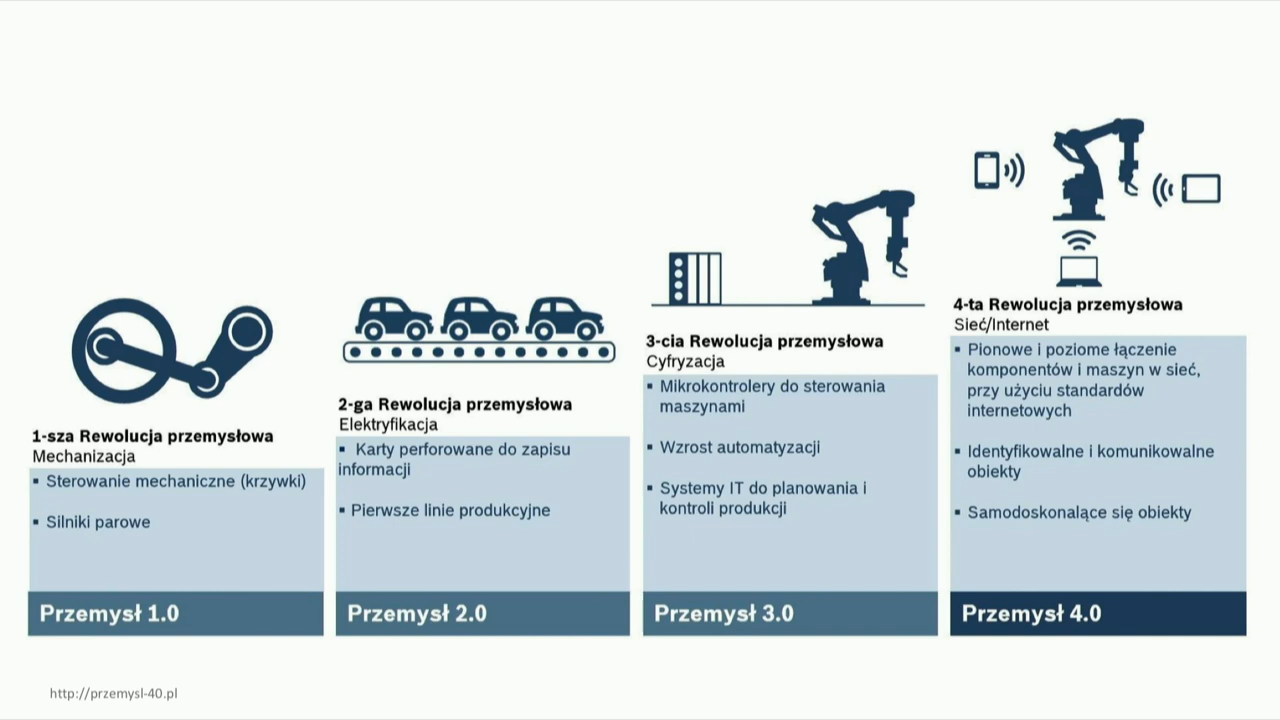 1-sza Rewolucja przemysłowa
Mechanizacja
▪ Sterowanie mechaniczne (krzywki)
▪ Silniki parowe
Przemysł 1.0
2-ga Rewolucja przemysłowa
Elektryfikacja
▪ Karty perforowane do zapisu
informacji
▪ Pierwsze linie produkcyjne
Przemysł 2.0
3-cia Rewolucja przemysłowa
Cyfryzacja
▪ Mikrokontrolery do sterowania
maszynami
▪ Wzrost automatyzacji
▪ Systemy IT do planowania i
kontroli produkcji
Przemysł 3.0
4-ta Rewolucja przemysłowa
Sieć/Internet
▪ Pionowe i poziome łączenie
komponentów i maszyn w sieć,
przy użyciu standardów
internetowych
▪ Identyfikowalne i komunikowalne
obiekty
▪ Samodoskonalące się obiekty
Przemysł 4.0
http://przemysl-40.pl